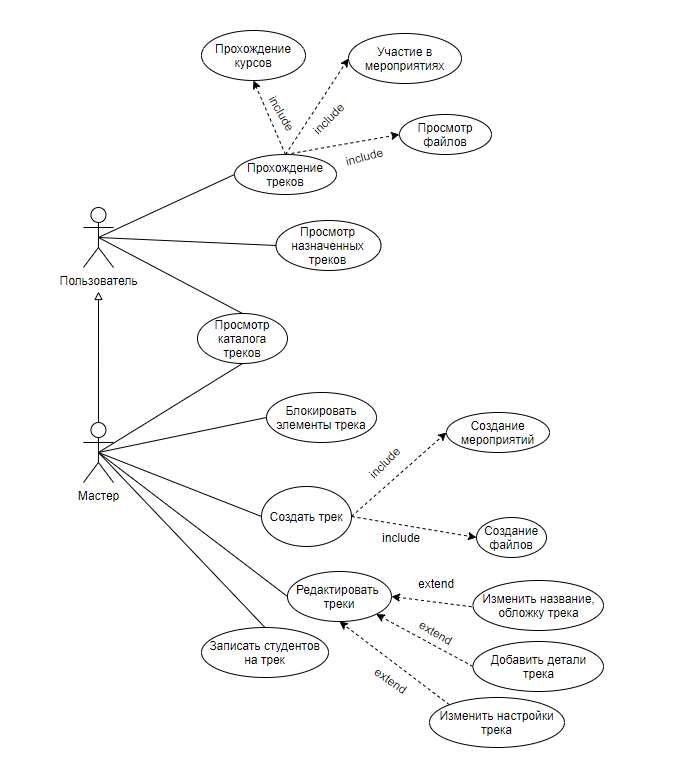 Прохождение
курсов
Участие в
мероприятиях
include
include
Просмотр
файлов
include
Прохождение
треков
Просмотр
назначенных
треков
Пользователь
Просмотр
каталога
треков
Блокировать
элементы трека
Создание
мероприятий
include
Мастер
Создать трек
include
Создание
файлов
extend
Редактировать
треки
Изменить название,
обложку трека
extend
Записать студентов
на трек
Добавить детали
трека
extend
Изменить настройки
трека